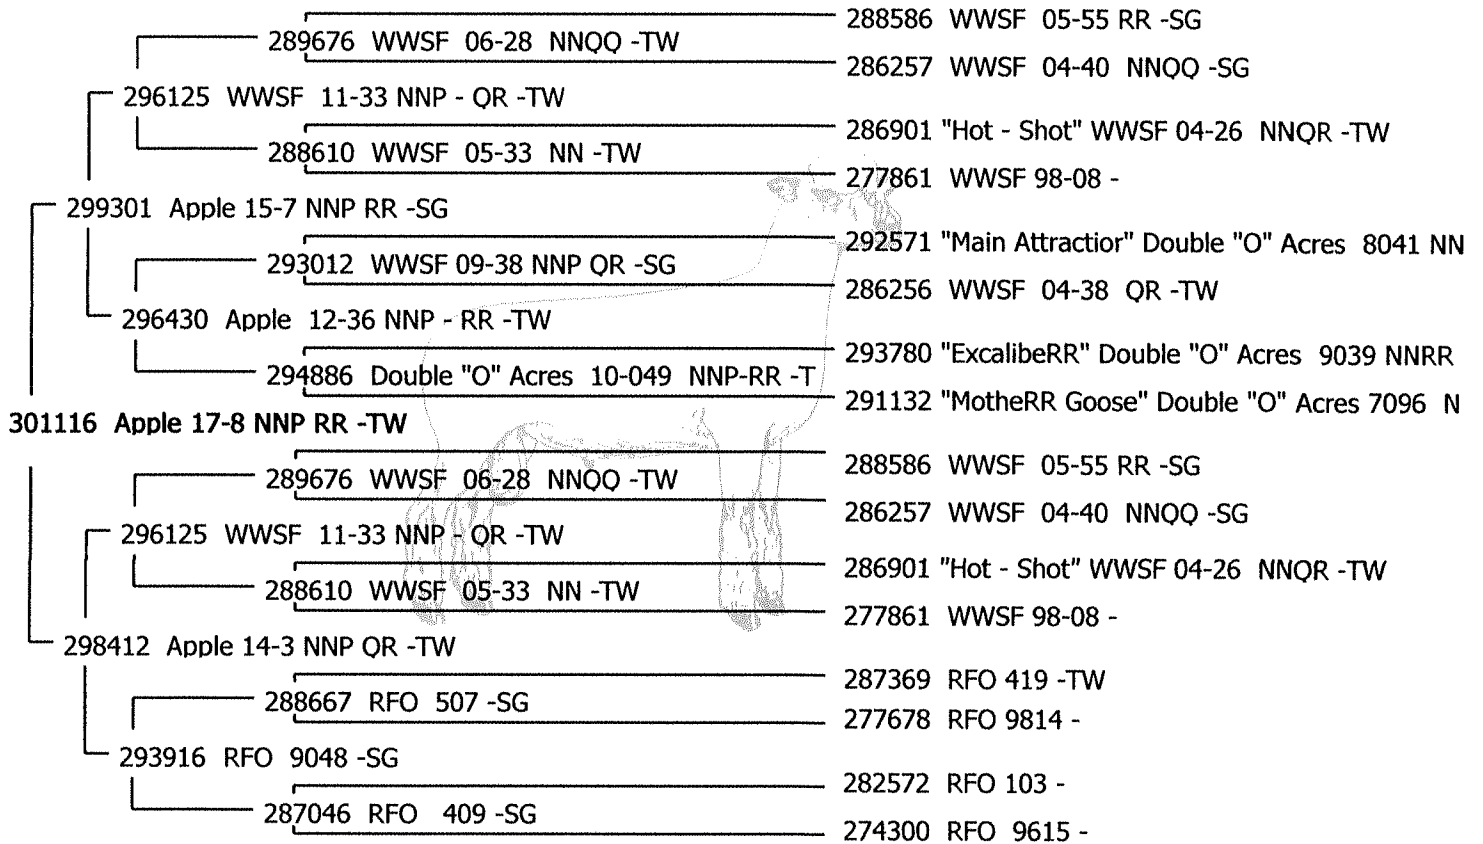 288586 WWSF 05-55 RR -SG
289676 WWSF 06-28 NNQQ -TW
286257 WWSF 04-40 NNQQ -SG
296125 WWSF 11-33 NNP - QR -TW
286901 "Hot - Shot" WWSF 04-26 NNQR -TW
288610 WWSF 05-33 NN -TW
277861 WWSF 98-08 -
299301 Apple 15-7 NNP RR -SG
292571 "Main Attractior" Double "O" Acres 8041 NN
293012 WWSF 09-38 NNP QR -SG
286256 WWSF 04-38 QR -TW
296430 Apple 12-36 NNP - RR -TW
293780 "ExcalibeRR" Double "O" Acres 9039 NNRR
294886 Double "O" Acres 10-049 NNP-RR -T
291132 "MotheRR Goose" Double "O" Acres 7096 N
301116 Apple 17-8 NNP RR -TW
288586 WWSF 05-55 RR -SG
289676 WWSF 06-28 NNQQ -TW
286257 WWSF 04-40 NNQQ -SG
296125 WWSF 11-33 NNP - QR -TW
286901 "Hot - Shot" WWSF 04-26 NNQR -TW
288610 WWSF 05-33 NN -TW
277861 WWSF 98-08 -
298412 Apple 14-3 NNP QR -TW
287369 RFO 419 -TW
288667 RFO 507 -SG
277678 RFO 9814 -
293916 RFO 9048 -SG
282572 RFO 103 -
287046 RFO 409 -SG
274300 RFO 9615 -